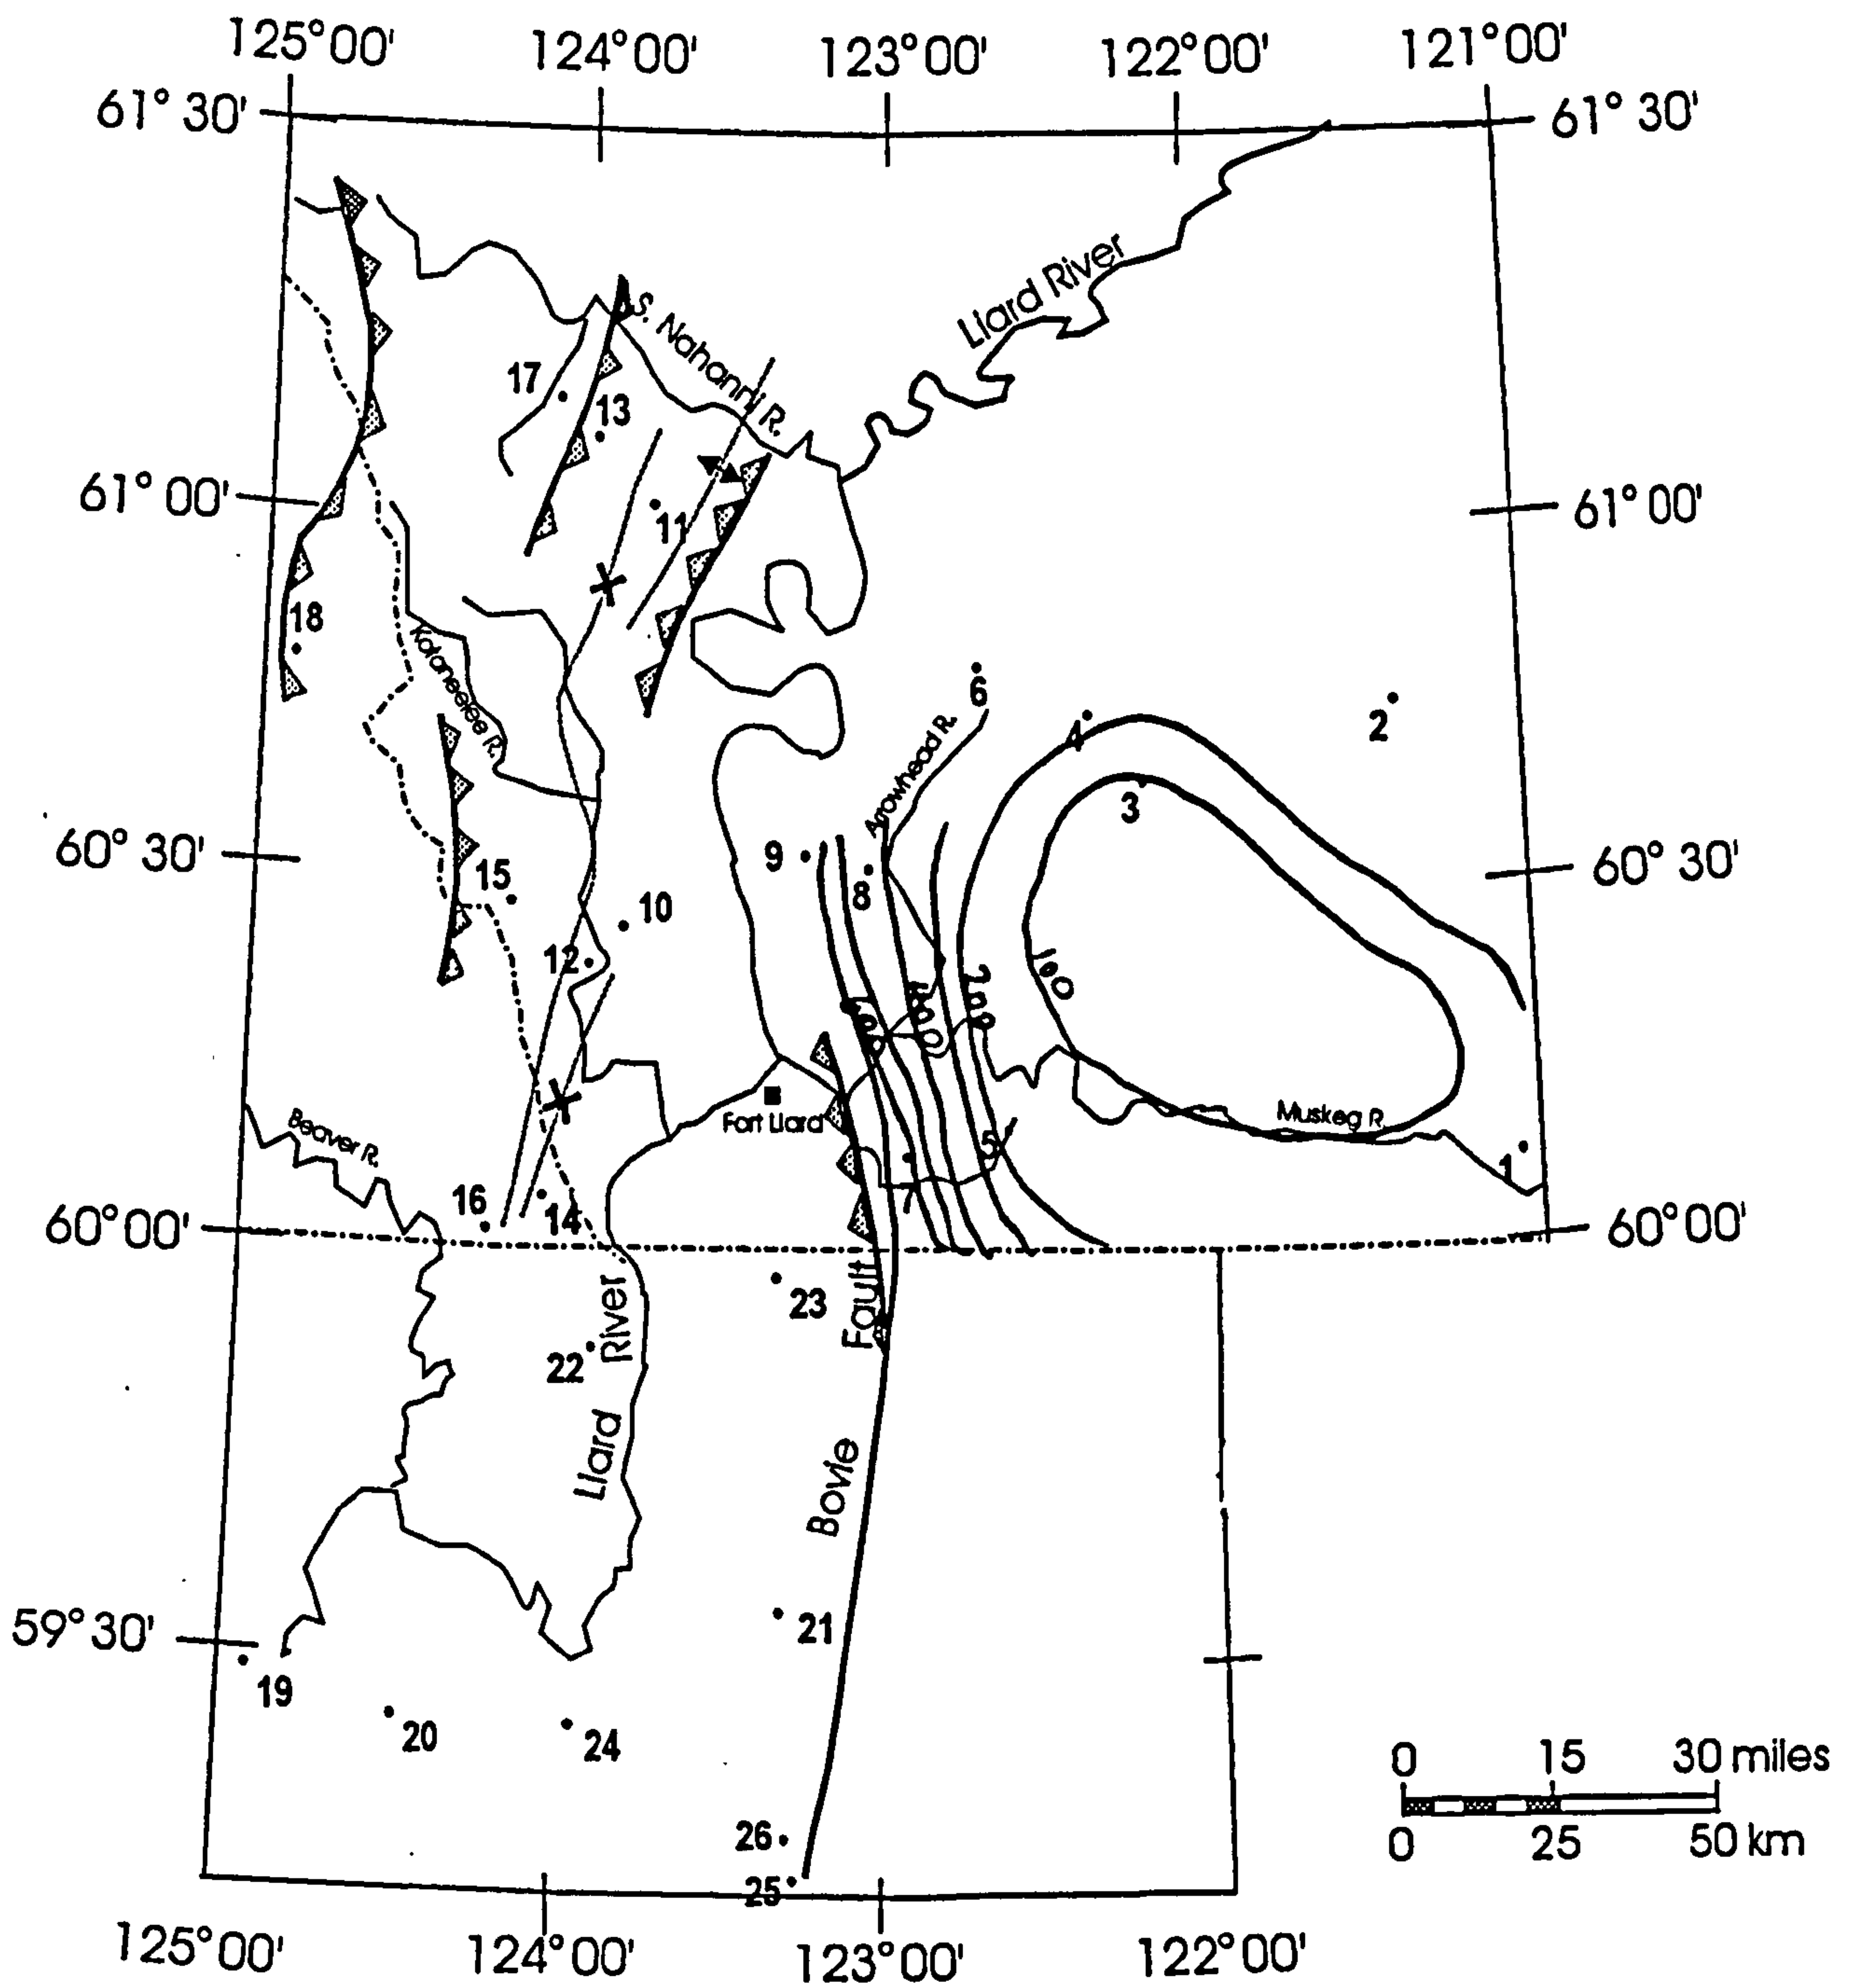 125°00' 124°00' 123°00' 122°00' 121°00'
61° 30' 61° 30'
Liard River
S. Nahanni R.
17
13
61° 00' 61° 00'
11
18
Kotaneelee R.
6
2
4
Arrowhead R.
3
60° 30' 60° 30'
9
15
8
10
12
160
200
Fort Liard
Muskeg R.
Beaver R.
5
1
16
14
7
60°00' 60°00'
23
22
Liard River
Bovie Fault
21
59°30'
19
20
24
0 15 30 miles
0 25 50 km
26
25
125°00' 124°00' 123°00' 122°00'